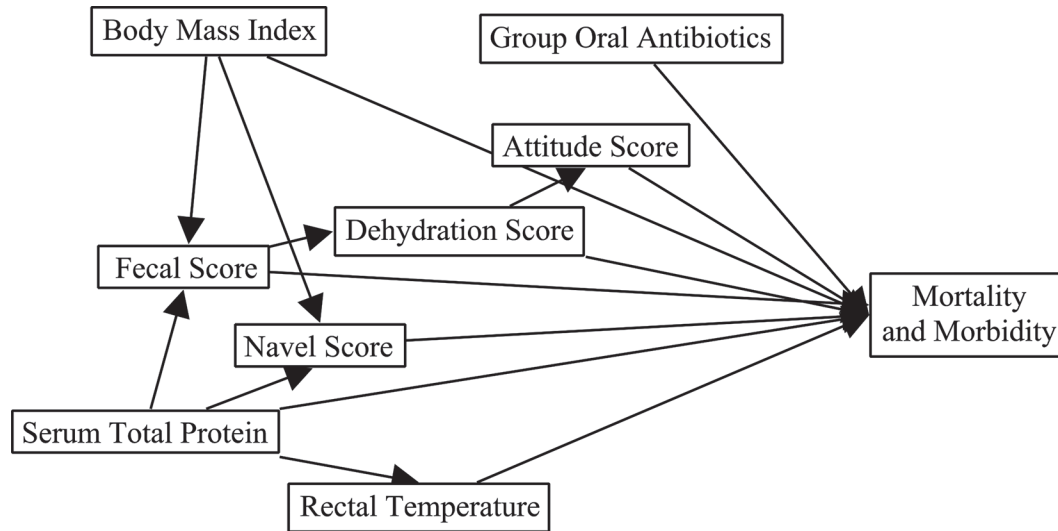 Body Mass Index
Group Oral Antibiotics
Attitude Score
Dehydration Score
Fecal Score
Mortality
and Morbidity
Navel Score
Serum Total Protein
Rectal Temperature